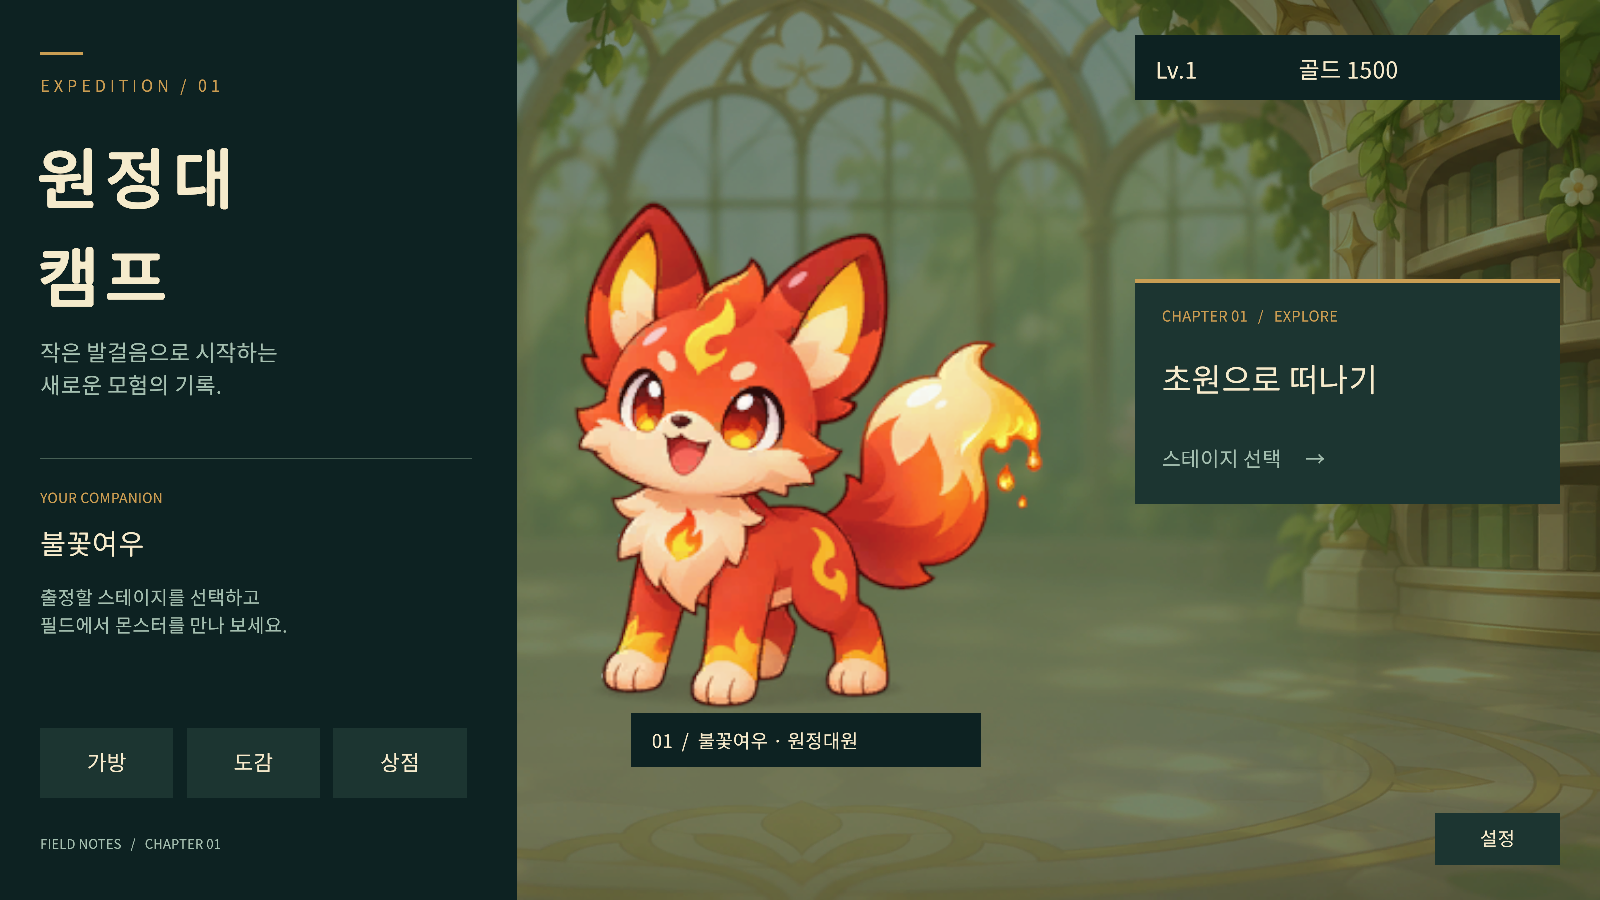 EXPEDITION / 01
원정대
캠프
작은 발걸음으로 시작하는
새로운 모험의 기록.
YOUR COMPANION
불꽃여우
출정할 스테이지를 선택하고
필드에서 몬스터를 만나 보세요.
가방 도감 상점
FIELD NOTES / CHAPTER 01
01 / 불꽃여우 · 원정대원
Lv.1 골드 1500
CHAPTER 01 / EXPLORE
초원으로 떠나기
스테이지 선택 →
설정